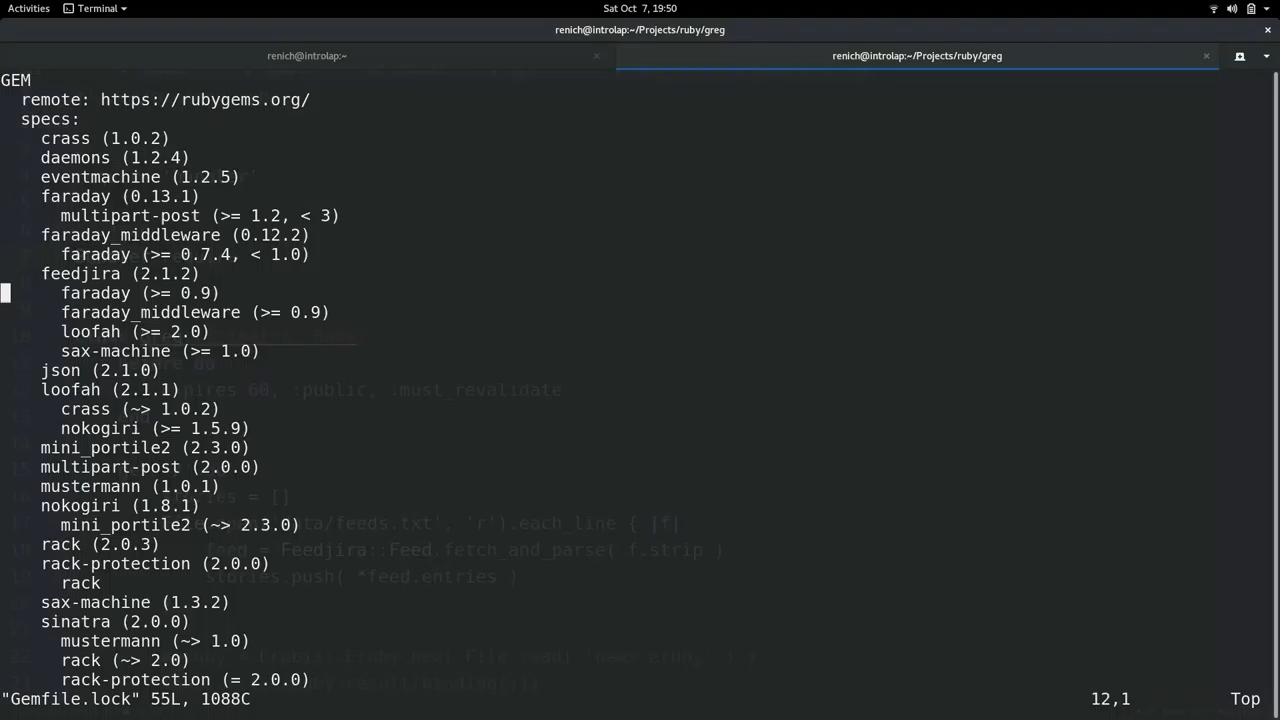 Activities Terminal Sat Oct 7, 19:50
renich@introlap:~/Projects/ruby/greg
renich@introlap:~ renich@introlap:~/Projects/ruby/greg
GEM
  remote: https://rubygems.org/
  specs:
    crass (1.0.2)
    daemons (1.2.4)
    eventmachine (1.2.5)
    faraday (0.13.1)
      multipart-post (>= 1.2, < 3)
    faraday_middleware (0.12.2)
      faraday (>= 0.7.4, < 1.0)
    feedjira (2.1.2)
      faraday (>= 0.9)
      faraday_middleware (>= 0.9)
      loofah (>= 2.0)
      sax-machine (>= 1.0)
    json (2.1.0)
    loofah (2.1.1)
      crass (~> 1.0.2)
      nokogiri (>= 1.5.9)
    mini_portile2 (2.3.0)
    multipart-post (2.0.0)
    mustermann (1.0.1)
    nokogiri (1.8.1)
      mini_portile2 (~> 2.3.0)
    rack (2.0.3)
    rack-protection (2.0.0)
      rack
    sax-machine (1.3.2)
    sinatra (2.0.0)
      mustermann (~> 1.0)
      rack (~> 2.0)
      rack-protection (= 2.0.0)
"Gemfile.lock" 55L, 1088C 12,1 Top